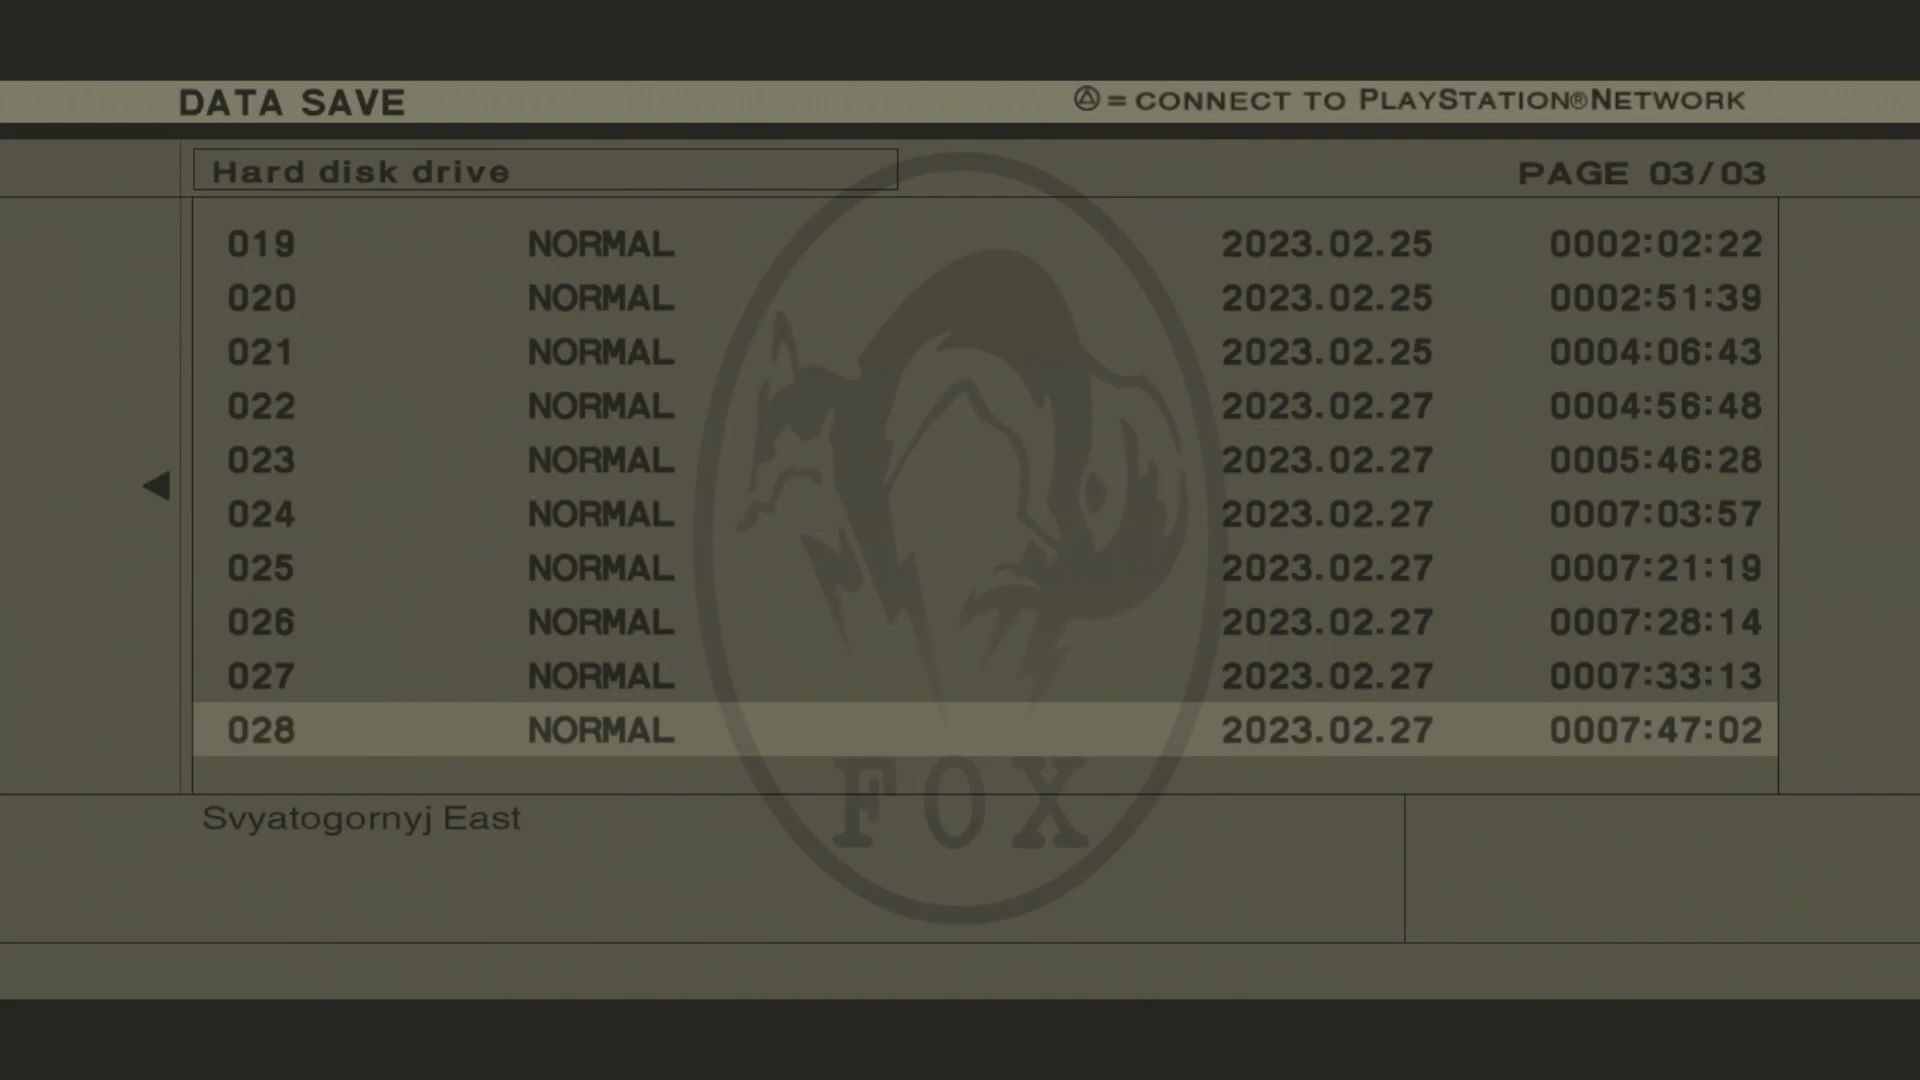 DATA SAVE
Ⓐ = CONNECT TO PLAYSTATION®NETWORK
Hard disk drive
PAGE 03/03
019 NORMAL 2023.02.25 0002:02:22
020 NORMAL 2023.02.25 0002:51:39
021 NORMAL 2023.02.25 0004:06:43
022 NORMAL 2023.02.27 0004:56:48
023 NORMAL 2023.02.27 0005:46:28
024 NORMAL 2023.02.27 0007:03:57
025 NORMAL 2023.02.27 0007:21:19
026 NORMAL 2023.02.27 0007:28:14
027 NORMAL 2023.02.27 0007:33:13
028 NORMAL 2023.02.27 0007:47:02
FOX
Svyatogornyj East